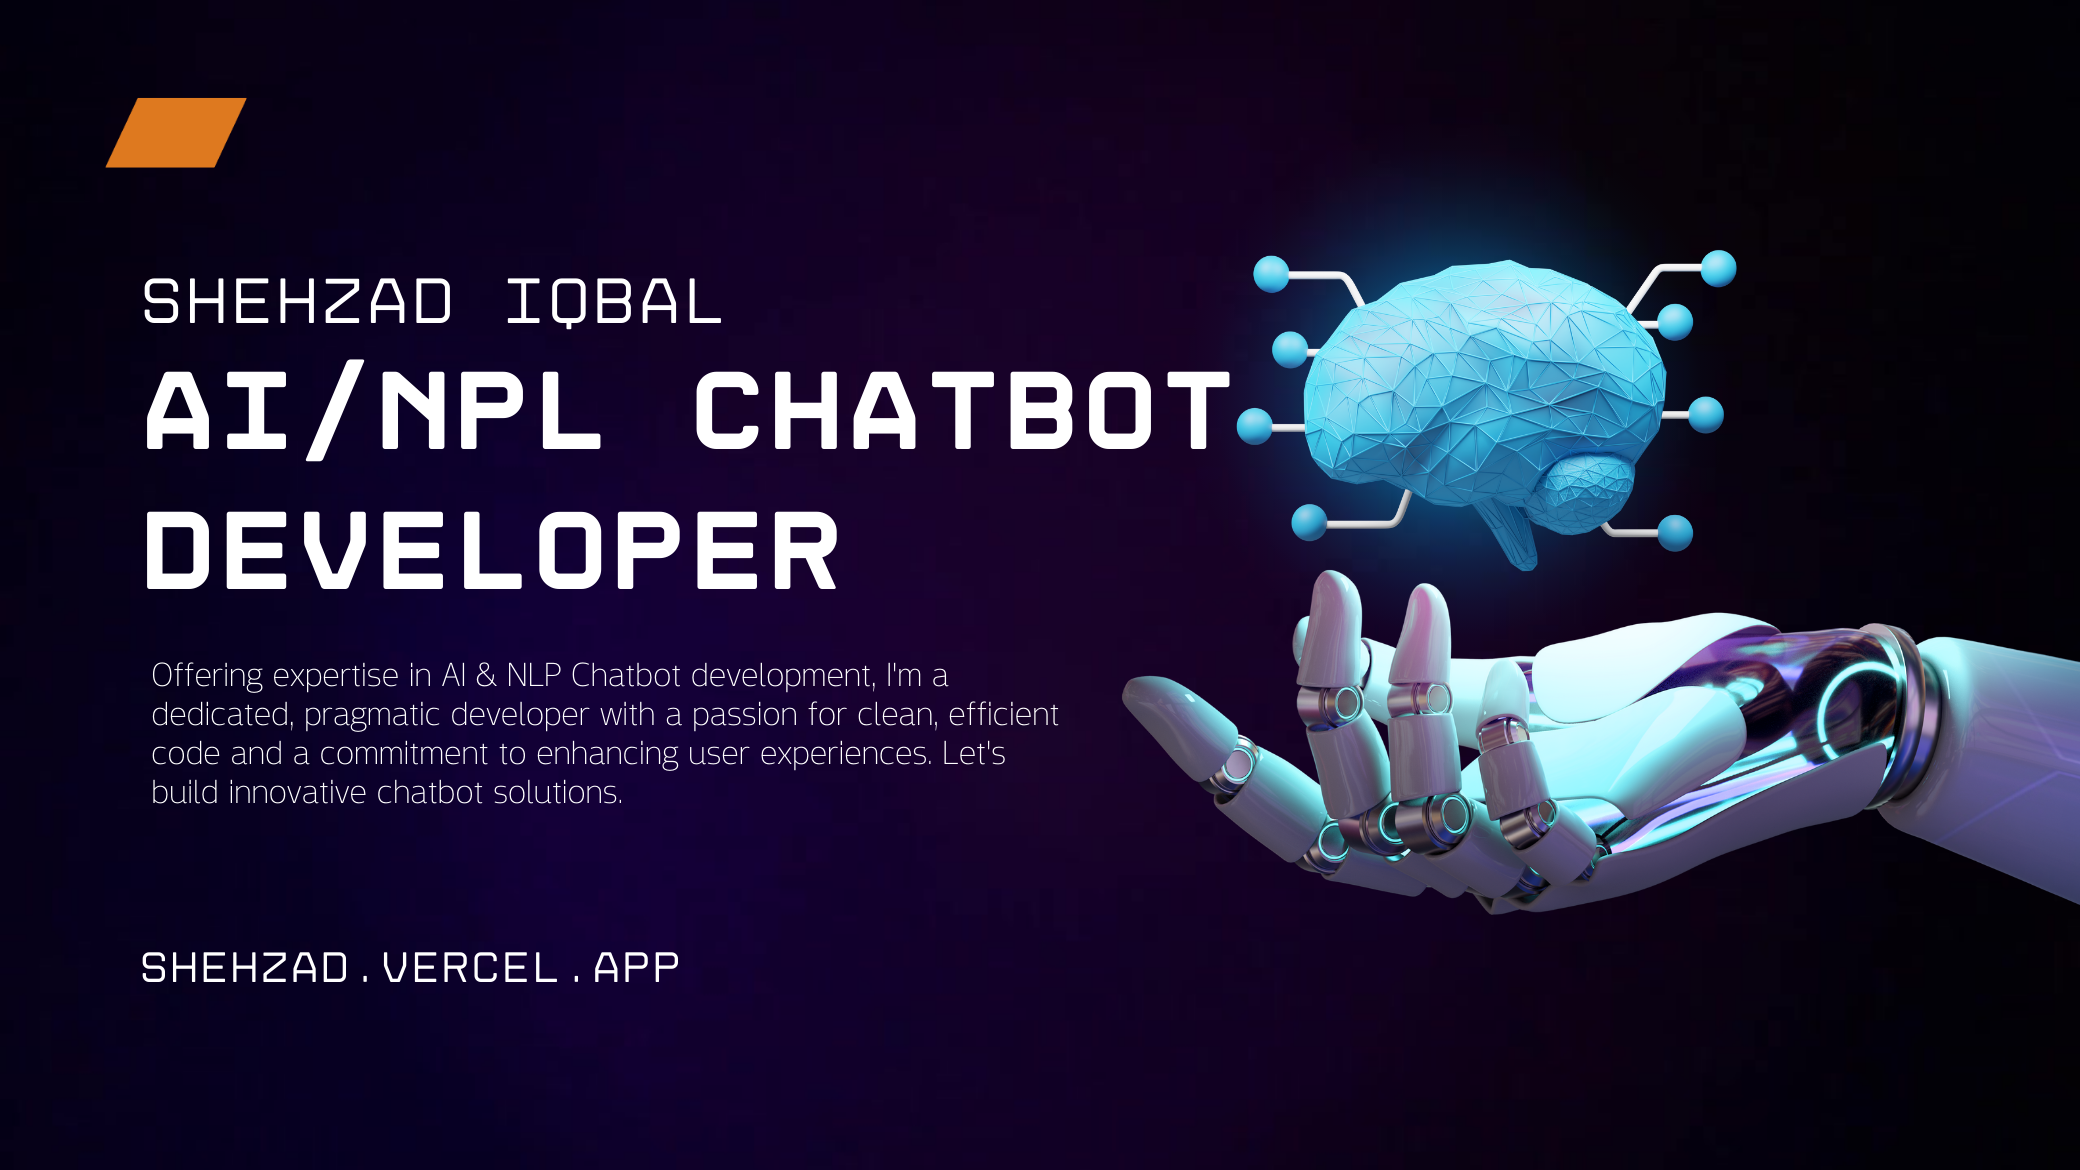 SHEHZAD IQBAL
AI/NPL CHATBOT
DEVELOPER
Offering expertise in AI & NLP Chatbot development, I'm a
dedicated, pragmatic developer with a passion for clean, efficient
code and a commitment to enhancing user experiences. Let's
build innovative chatbot solutions.
SHEHZAD.VERCEL.APP